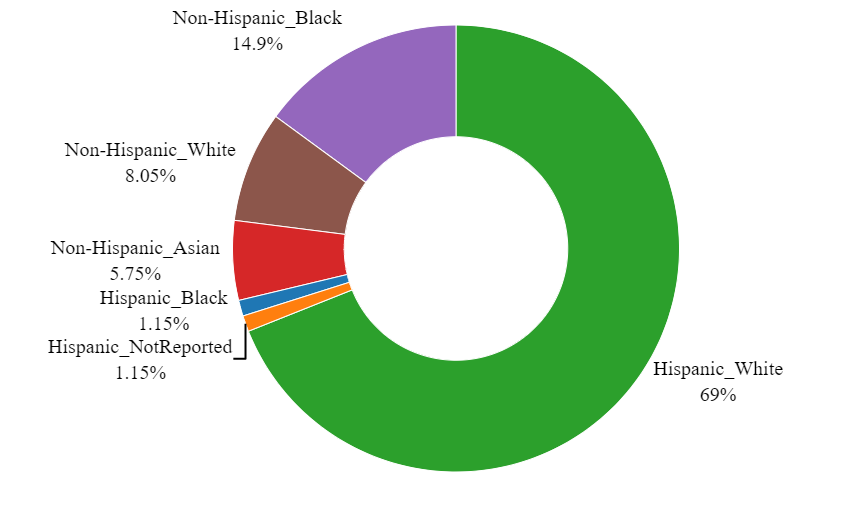 Non-Hispanic_Black
14.9%
Non-Hispanic_White
8.05%
Non-Hispanic_Asian
5.75%
Hispanic_Black
1.15%
Hispanic_NotReported
1.15%
Hispanic_White
69%